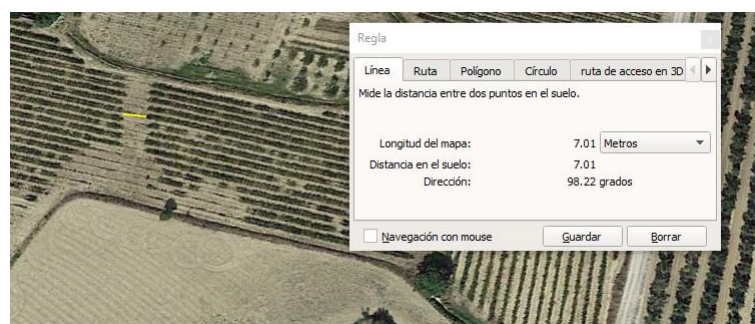 Regla
Línea Ruta Polígono Círculo ruta de acceso en 3D
Mide la distancia entre dos puntos en el suelo.
Longitud del mapa: 7.01 Metros
Distancia en el suelo: 7.01
Dirección: 98.22 grados
Navegación con mouse Guardar Borrar